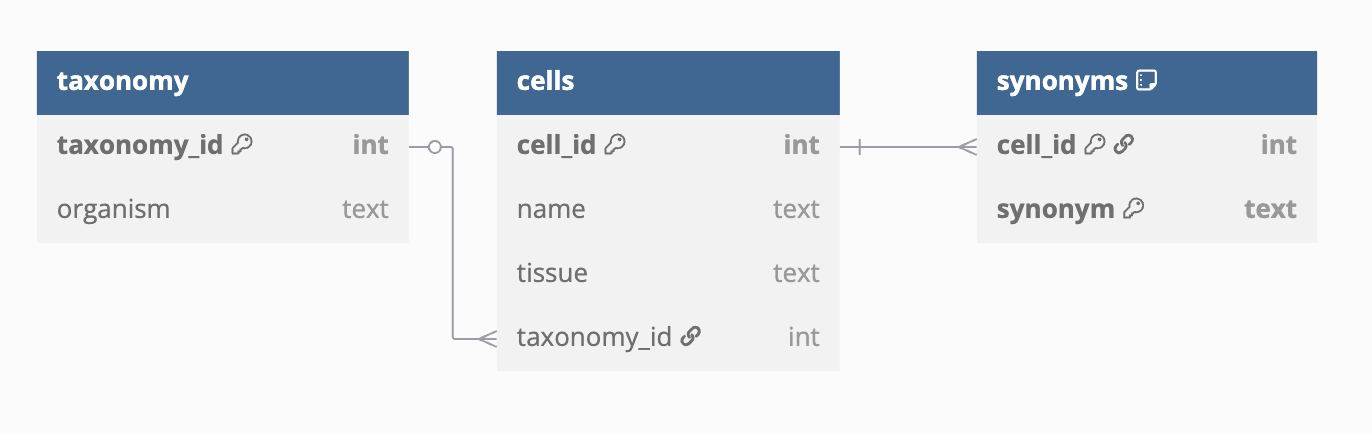 taxonomy
taxonomy_id int
organism text
cells
cell_id int
name text
tissue text
taxonomy_id int
synonyms
cell_id int
synonym text